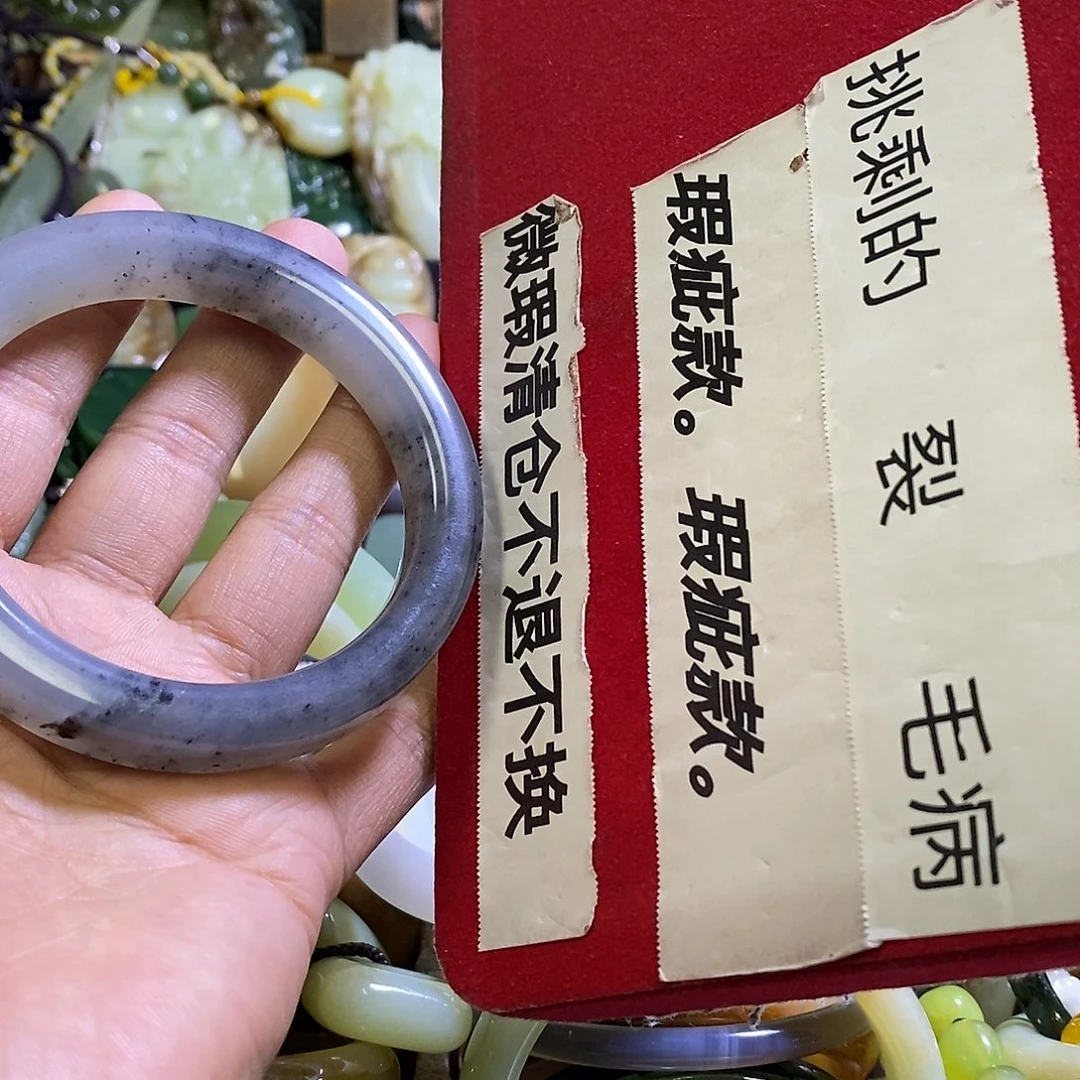 挑剩的 裂 毛病
瑕疵款。 瑕疵款。
微瑕清仓不退不换